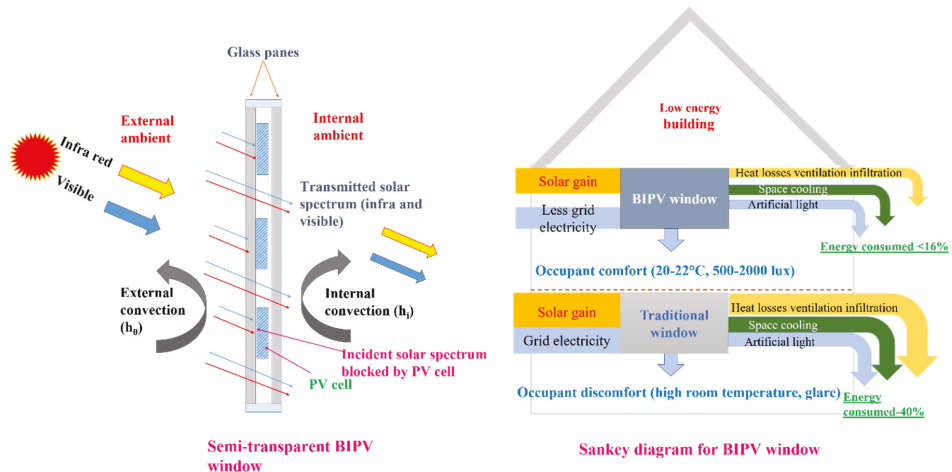 Glass panes
External
ambient
Internal
ambient
Infra red
Visible
Transmitted solar
spectrum (infra and
visible)
External
convection
(h0)
Internal
convection (hi)
Incident solar spectrum
blocked by PV cell
PV cell
Semi-transparent BIPV
window
Low energy
building
Solar gain
Less grid
electricity
BIPV window
Heat losses ventilation infiltration
Space cooling
Artificial light
Energy consumed <16%
Occupant comfort (20-22°C, 500-2000 lux)
Solar gain
Grid electricity
Traditional
window
Heat losses ventilation infiltration
Space cooling
Artificial light
Occupant discomfort (high room temperature, glare)
Energy
consumed-40%
Sankey diagram for BIPV window